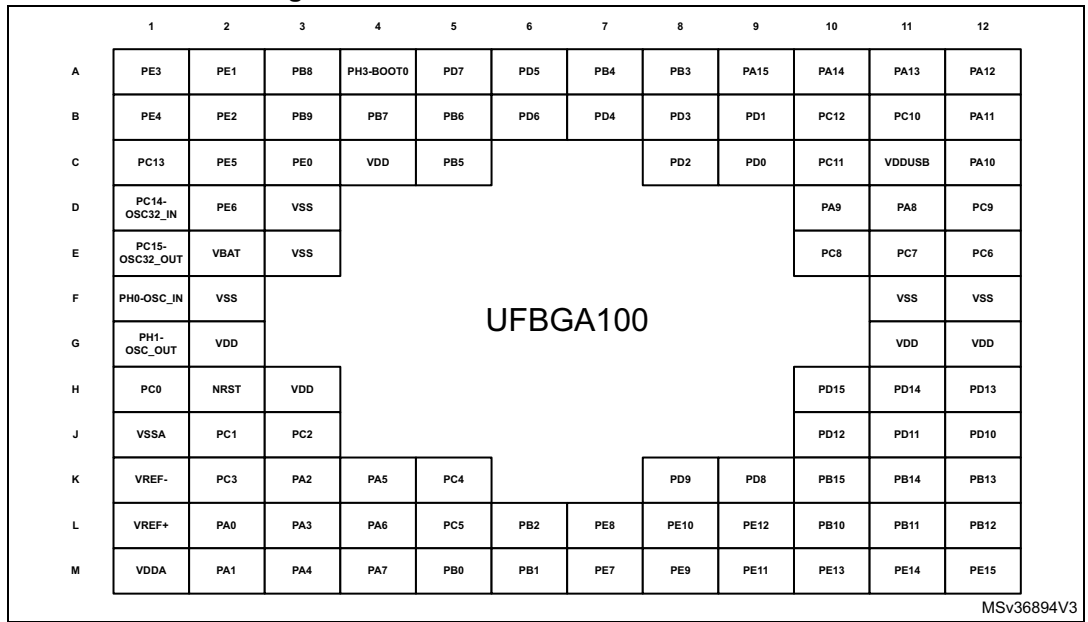 1 2 3 4 5 6 7 8 9 10 11 12
A PE3 PE1 PB8 PH3-BOOT0 PD7 PD5 PB4 PB3 PA15 PA14 PA13 PA12
B PE4 PE2 PB9 PB7 PB6 PD6 PD4 PD3 PD1 PC12 PC10 PA11
C PC13 PE5 PE0 VDD PB5 PD2 PD0 PC11 VDDUSB PA10
D PC14-
OSC32_IN PE6 VSS PA9 PA8 PC9
E PC15-
OSC32_OUT VBAT VSS PC8 PC7 PC6
F PH0-OSC_IN VSS VSS VSS
UFBGA100
G PH1-
OSC_OUT VDD VDD VDD
H PC0 NRST VDD PD15 PD14 PD13
J VSSA PC1 PC2 PD12 PD11 PD10
K VREF- PC3 PA2 PA5 PC4 PD9 PD8 PB15 PB14 PB13
L VREF+ PA0 PA3 PA6 PC5 PB2 PE8 PE10 PE12 PB10 PB11 PB12
M VDDA PA1 PA4 PA7 PB0 PB1 PE7 PE9 PE11 PE13 PE14 PE15
MSv36894V3